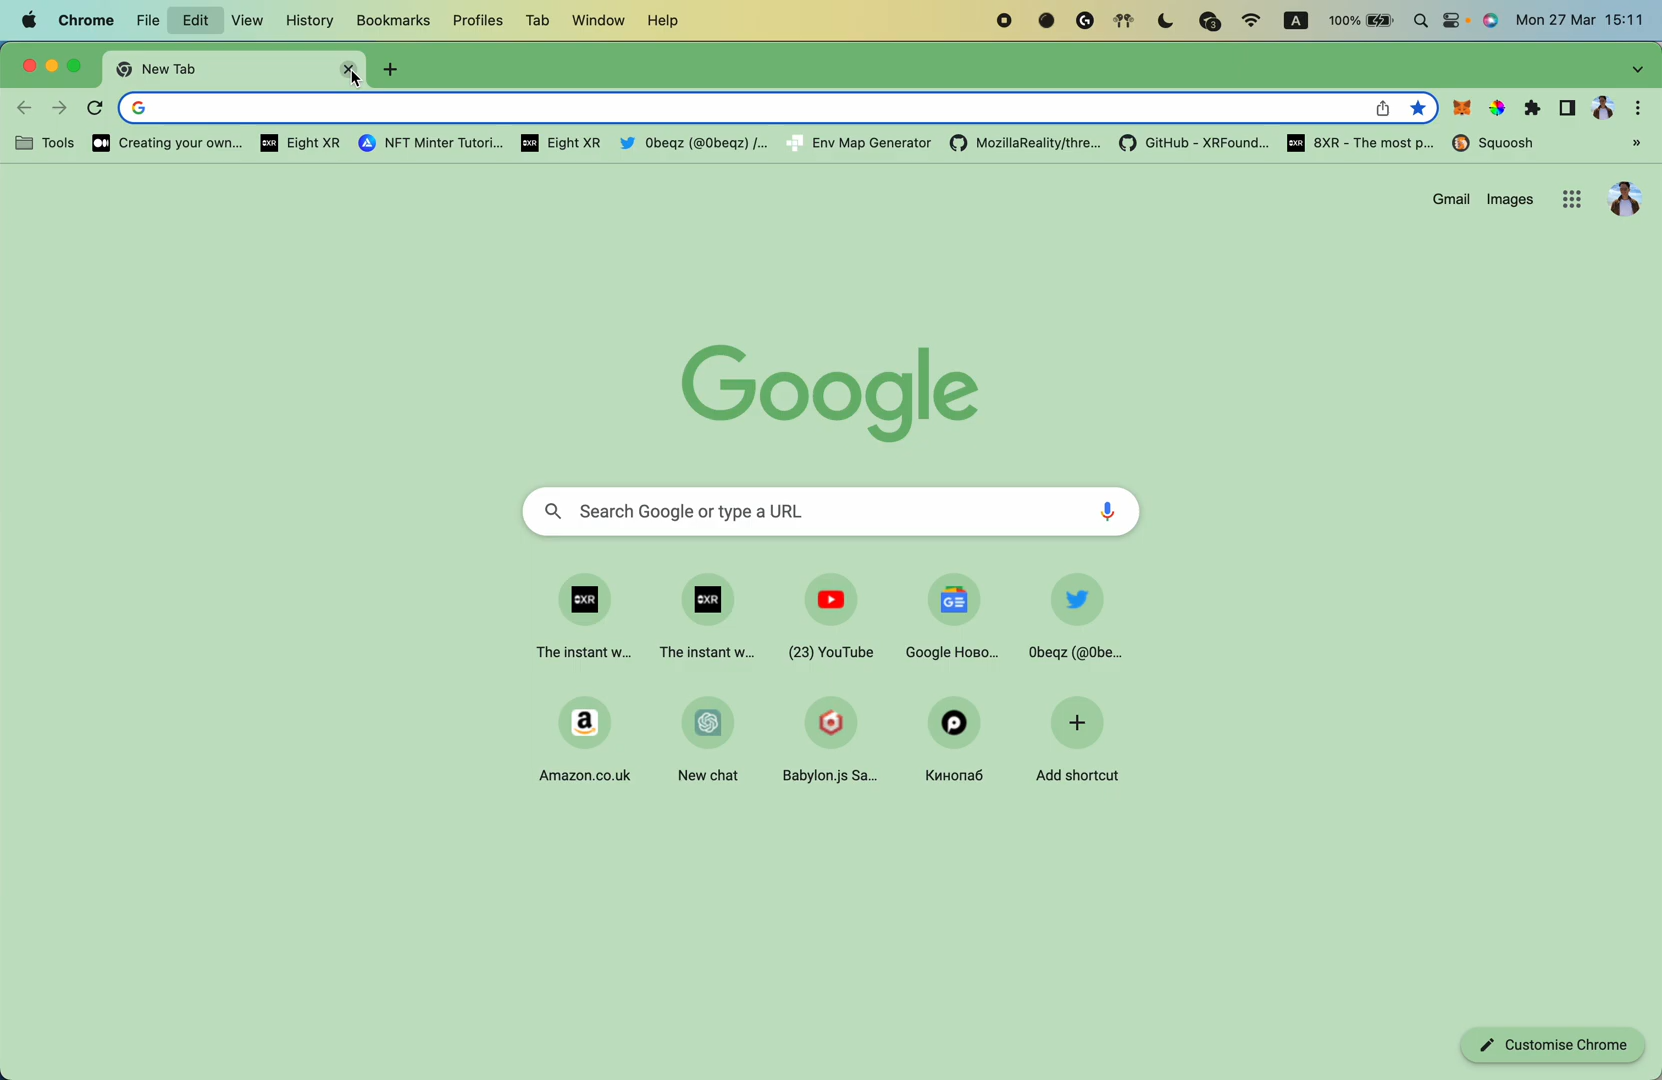 Chrome File Edit View History Bookmarks Profiles Tab Window Help 3 A 100% Mon 27 Mar 15:11
New Tab
Tools Creating your own... Eight XR NFT Minter Tutori... Eight XR 0beqz (@0beqz) /... Env Map Generator MozillaReality/thre... GitHub - XRFound... 8XR - The most p... Squoosh »
Gmail Images
Google
Search Google or type a URL
The instant w... The instant w... (23) YouTube Google Ново... 0beqz (@0be...
Amazon.co.uk New chat Babylon.js Sa... Кинопаб Add shortcut
Customise Chrome